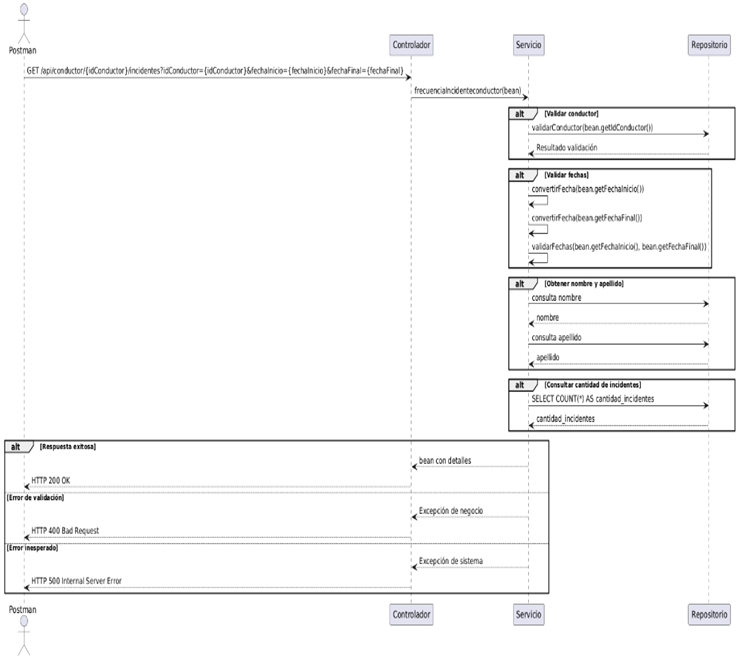 Postman
Controlador
Servicio
Repositorio
GET /api/conductor/{idConductor}/incidentes?idConductor={idConductor}&fechaInicio={fechaInicio}&fechaFinal={fechaFinal}
frecuenciaIncidenteconductor(bean)
alt [Validar conductor]
validarConductor(bean.getIdConductor())
Resultado validación
alt [Validar fechas]
convertirFecha(bean.getFechaInicio())
convertirFecha(bean.getFechaFinal())
validarFechas(bean.getFechaInicio(), bean.getFechaFinal())
alt [Obtener nombre y apellido]
consulta nombre
nombre
consulta apellido
apellido
alt [Consultar cantidad de incidentes]
SELECT COUNT(*) AS cantidad_incidentes
cantidad_incidentes
alt [Respuesta exitosa]
bean con detalles
HTTP 200 OK
[Error de validación]
Excepción de negocio
HTTP 400 Bad Request
[Error inesperado]
Excepción de sistema
HTTP 500 Internal Server Error
Postman
Controlador
Servicio
Repositorio